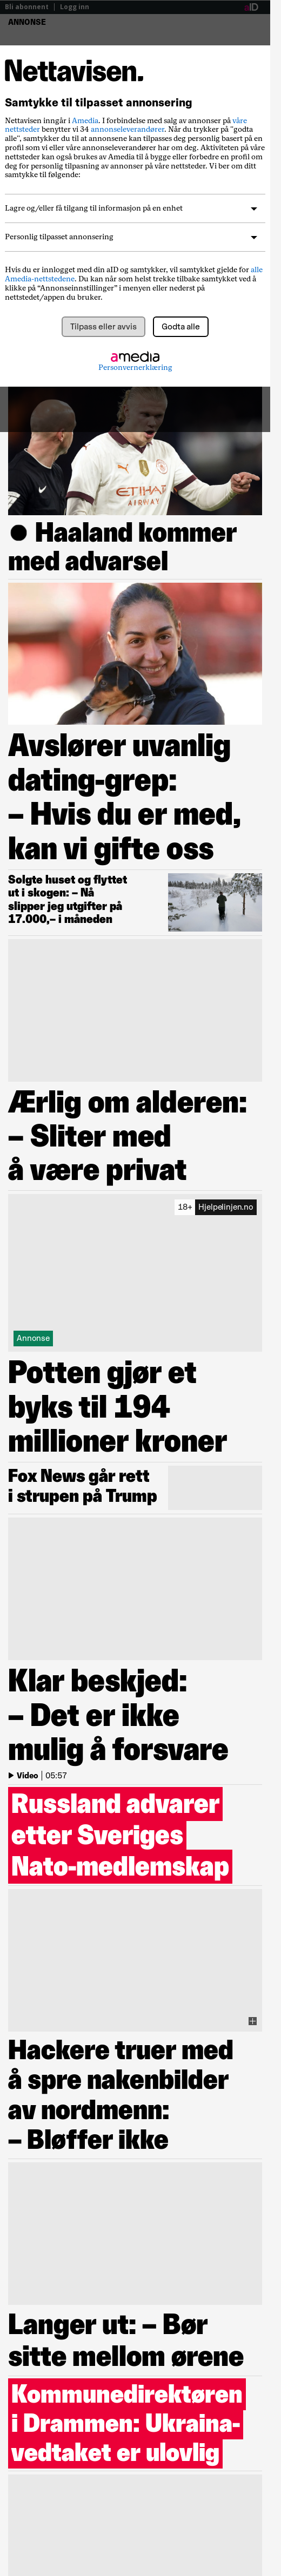 Bli abonnent | Logg inn aID
ANNONSE
Nettavisen.
Samtykke til tilpasset annonsering
Nettavisen inngår i Amedia. I forbindelse med salg av annonser på våre
nettsteder benytter vi 34 annonseleverandører. Når du trykker på "godta
alle", samtykker du til at annonsene kan tilpasses deg personlig basert på en
profil som vi eller våre annonseleverandører har om deg. Aktiviteten på våre
nettsteder kan også brukes av Amedia til å bygge eller forbedre en profil om
deg for personlig tilpasning av annonser på våre nettsteder. Vi ber om ditt
samtykke til følgende:
Lagre og/eller få tilgang til informasjon på en enhet
Personlig tilpasset annonsering
Hvis du er innlogget med din aID og samtykker, vil samtykket gjelde for alle
Amedia-nettstedene. Du kan når som helst trekke tilbake samtykket ved å
klikke på “Annonseinnstillinger” i menyen eller nederst på
nettstedet/appen du bruker.
Tilpass eller avvis Godta alle
amedia
Personvernerklæring
ETIHAD
● Haaland kommer
med advarsel
Avslører uvanlig
dating-grep:
– Hvis du er med,
kan vi gifte oss
Solgte huset og flyttet
ut i skogen: – Nå
slipper jeg utgifter på
17.000,– i måneden
Ærlig om alderen:
– Sliter med
å være privat
18+ Hjelpelinjen.no
Annonse
Potten gjør et
byks til 194
millioner kroner
Fox News går rett
i strupen på Trump
Klar beskjed:
– Det er ikke
mulig å forsvare
Video | 05:57
Russland advarer
etter Sveriges
Nato-medlemskap
Hackere truer med
å spre nakenbilder
av nordmenn:
– Bløffer ikke
Langer ut: – Bør
sitte mellom ørene
Kommunedirektøren
i Drammen: Ukraina-
vedtaket er ulovlig